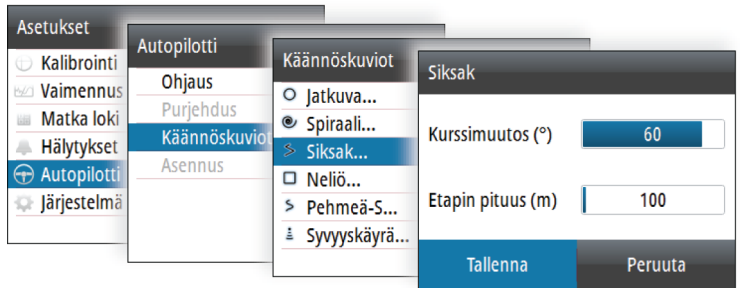 Asetukset
Kalibrointi
Vaimennus
Matka loki
Hälytykset
Autopilotti
Järjestelmä
Autopilotti
Ohjaus
Purjehdus
Käännöskuviot
Asennus
Käännöskuviot
Jatkuva...
Spiraali...
Siksak...
Neliö...
Pehmeä-S...
Syvyyskäyrä...
Siksak
Kurssimuutos (°) 60
Etapin pituus (m) 100
Tallenna Peruuta